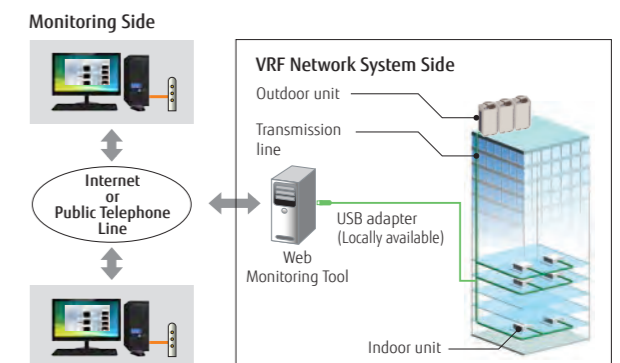 Monitoring Side
VRF Network System Side
Outdoor unit
Transmission
line
Internet
or
Public Telephone
Line
USB adapter
(Locally available)
Web
Monitoring Tool
Indoor unit